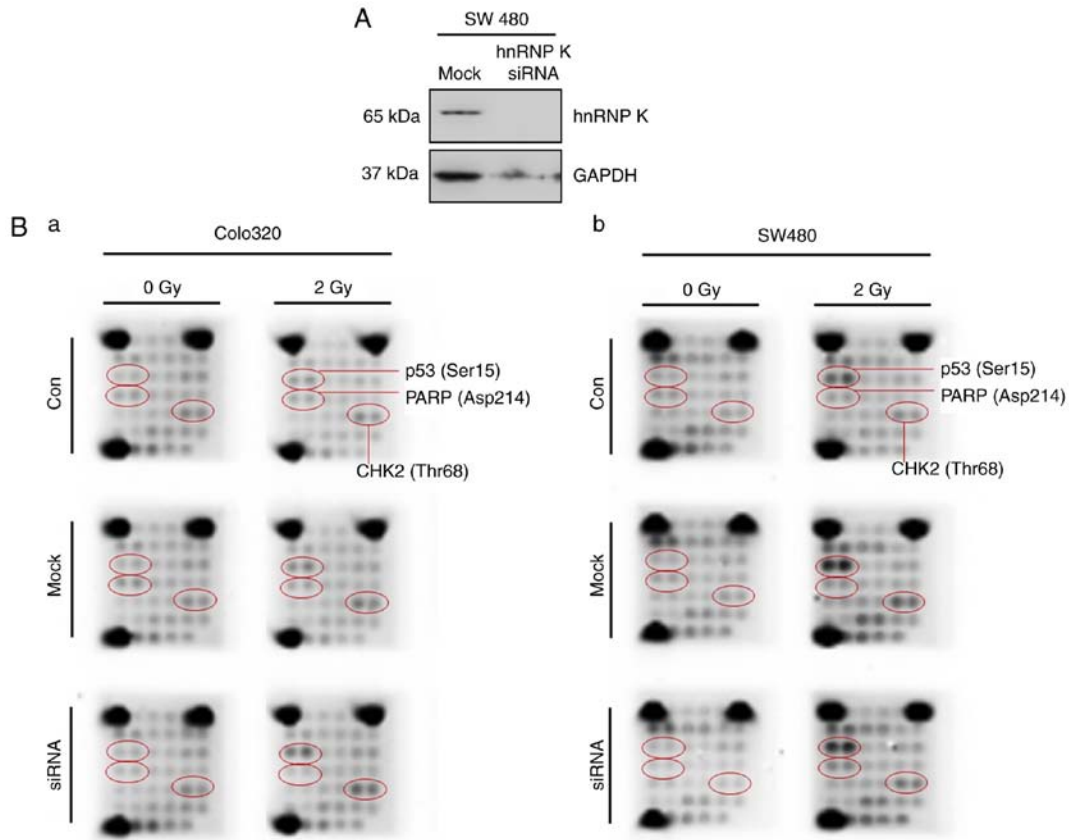 A
SW 480
hnRNP K
Mock siRNA
65 kDa hnRNP K
37 kDa GAPDH
B a
Colo320
0 Gy 2 Gy
Con
p53 (Ser15)
PARP (Asp214)
CHK2 (Thr68)
Mock
siRNA
b
SW480
0 Gy 2 Gy
Con
p53 (Ser15)
PARP (Asp214)
CHK2 (Thr68)
Mock
siRNA